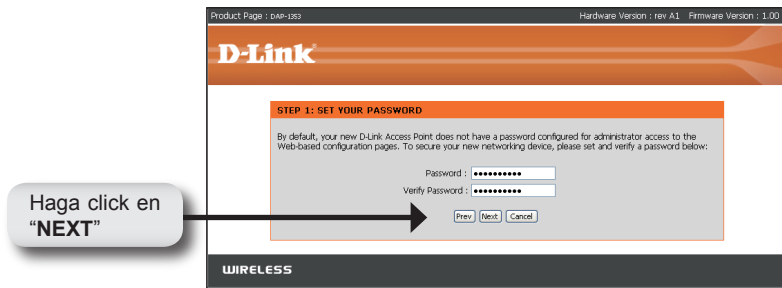 Product Page : DAP-1353 Hardware Version : rev A1 Firmware Version : 1.00
D-Link
STEP 1: SET YOUR PASSWORD
By default, your new D-Link Access Point does not have a password configured for administrator access to the
Web-based configuration pages. To secure your new networking device, please set and verify a password below:
Password : ●●●●●●●●●●
Verify Password : ●●●●●●●●●●
Prev Next Cancel
Haga click en
“NEXT”
WIRELESS